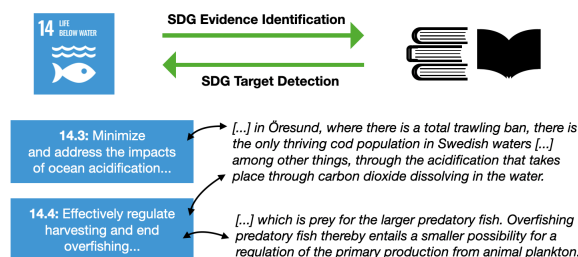 14 LIFE
BELOW WATER
SDG Evidence Identification
SDG Target Detection
14.3: Minimize
and address the impacts
of ocean acidification...
[...] in Öresund, where there is a total trawling ban, there is
the only thriving cod population in Swedish waters [...]
among other things, through the acidification that takes
place through carbon dioxide dissolving in the water.
14.4: Effectively regulate
harvesting and end
overfishing...
[...] which is prey for the larger predatory fish. Overfishing
predatory fish thereby entails a smaller possibility for a
regulation of the primary production from animal plankton.